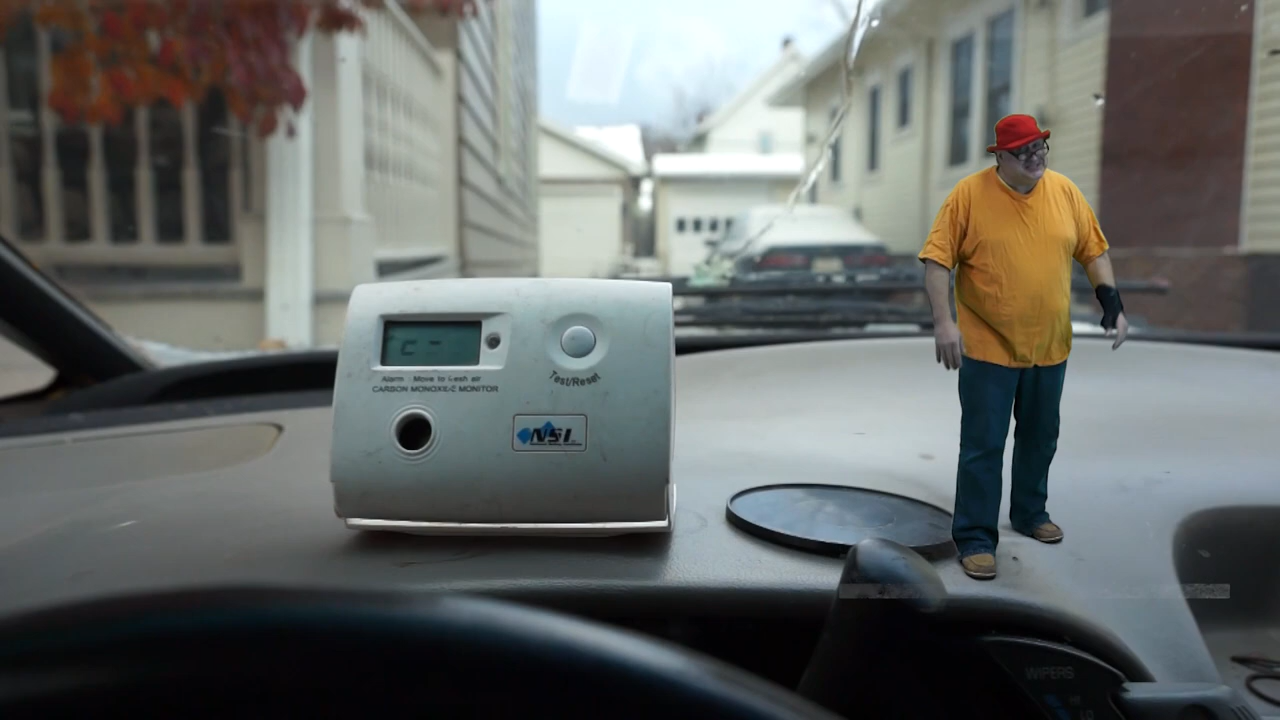 c -
Alarm : Move to fresh air
CARBON MONOXIDE MONITOR
Test/Reset
NSI
WIPERS